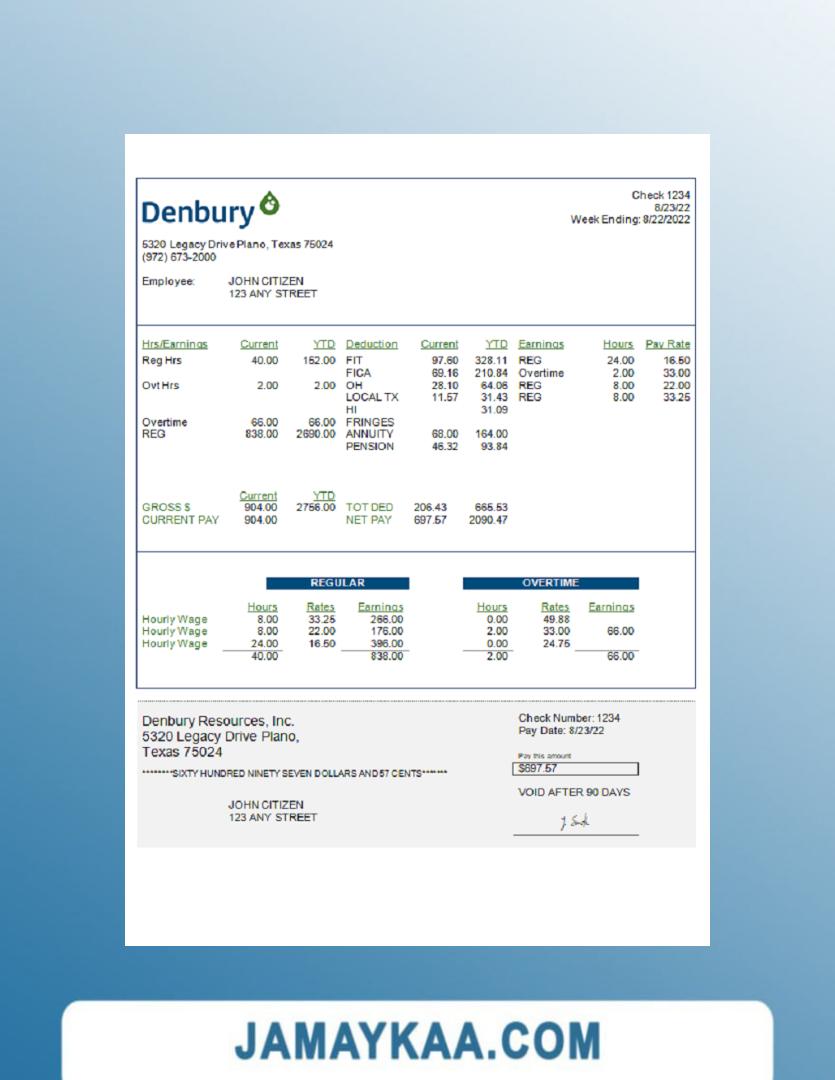 Denbury
Check 1234
8/23/22
Week Ending: 8/22/2022
5320 Legacy Drive Plano, Texas 75024
(972) 673-2000
Employee: JOHN CITIZEN
123 ANY STREET
Hrs/Earnings Current YTD Deduction Current YTD Earnings Hours Pay Rate
Reg Hrs 40.00 152.00 FIT 97.60 328.11 REG 24.00 16.50
FICA 69.16 210.84 Overtime 2.00 33.00
Ovt Hrs 2.00 2.00 OH 28.10 64.06 REG 8.00 22.00
LOCAL TX 11.57 31.43 REG 8.00 33.25
HI 31.09
Overtime 66.00 66.00 FRINGES
REG 838.00 2690.00 ANNUITY 68.00 164.00
PENSION 46.32 93.84
Current YTD
GROSS $ 904.00 2756.00 TOT DED 206.43 665.53
CURRENT PAY 904.00 NET PAY 697.57 2090.47
REGULAR OVERTIME
Hours Rates Earnings Hours Rates Earnings
Hourly Wage 8.00 33.25 266.00 0.00 49.88
Hourly Wage 8.00 22.00 176.00 2.00 33.00 66.00
Hourly Wage 24.00 16.50 396.00 0.00 24.75
40.00 838.00 2.00 66.00
Denbury Resources, Inc.
5320 Legacy Drive Plano,
Texas 75024
Check Number: 1234
Pay Date: 8/23/22
Pay this amount
$697.57
********SIXTY HUNDRED NINETY SEVEN DOLLARS AND 57 CENTS*******
VOID AFTER 90 DAYS
JOHN CITIZEN
123 ANY STREET
JAMAYKAA.COM